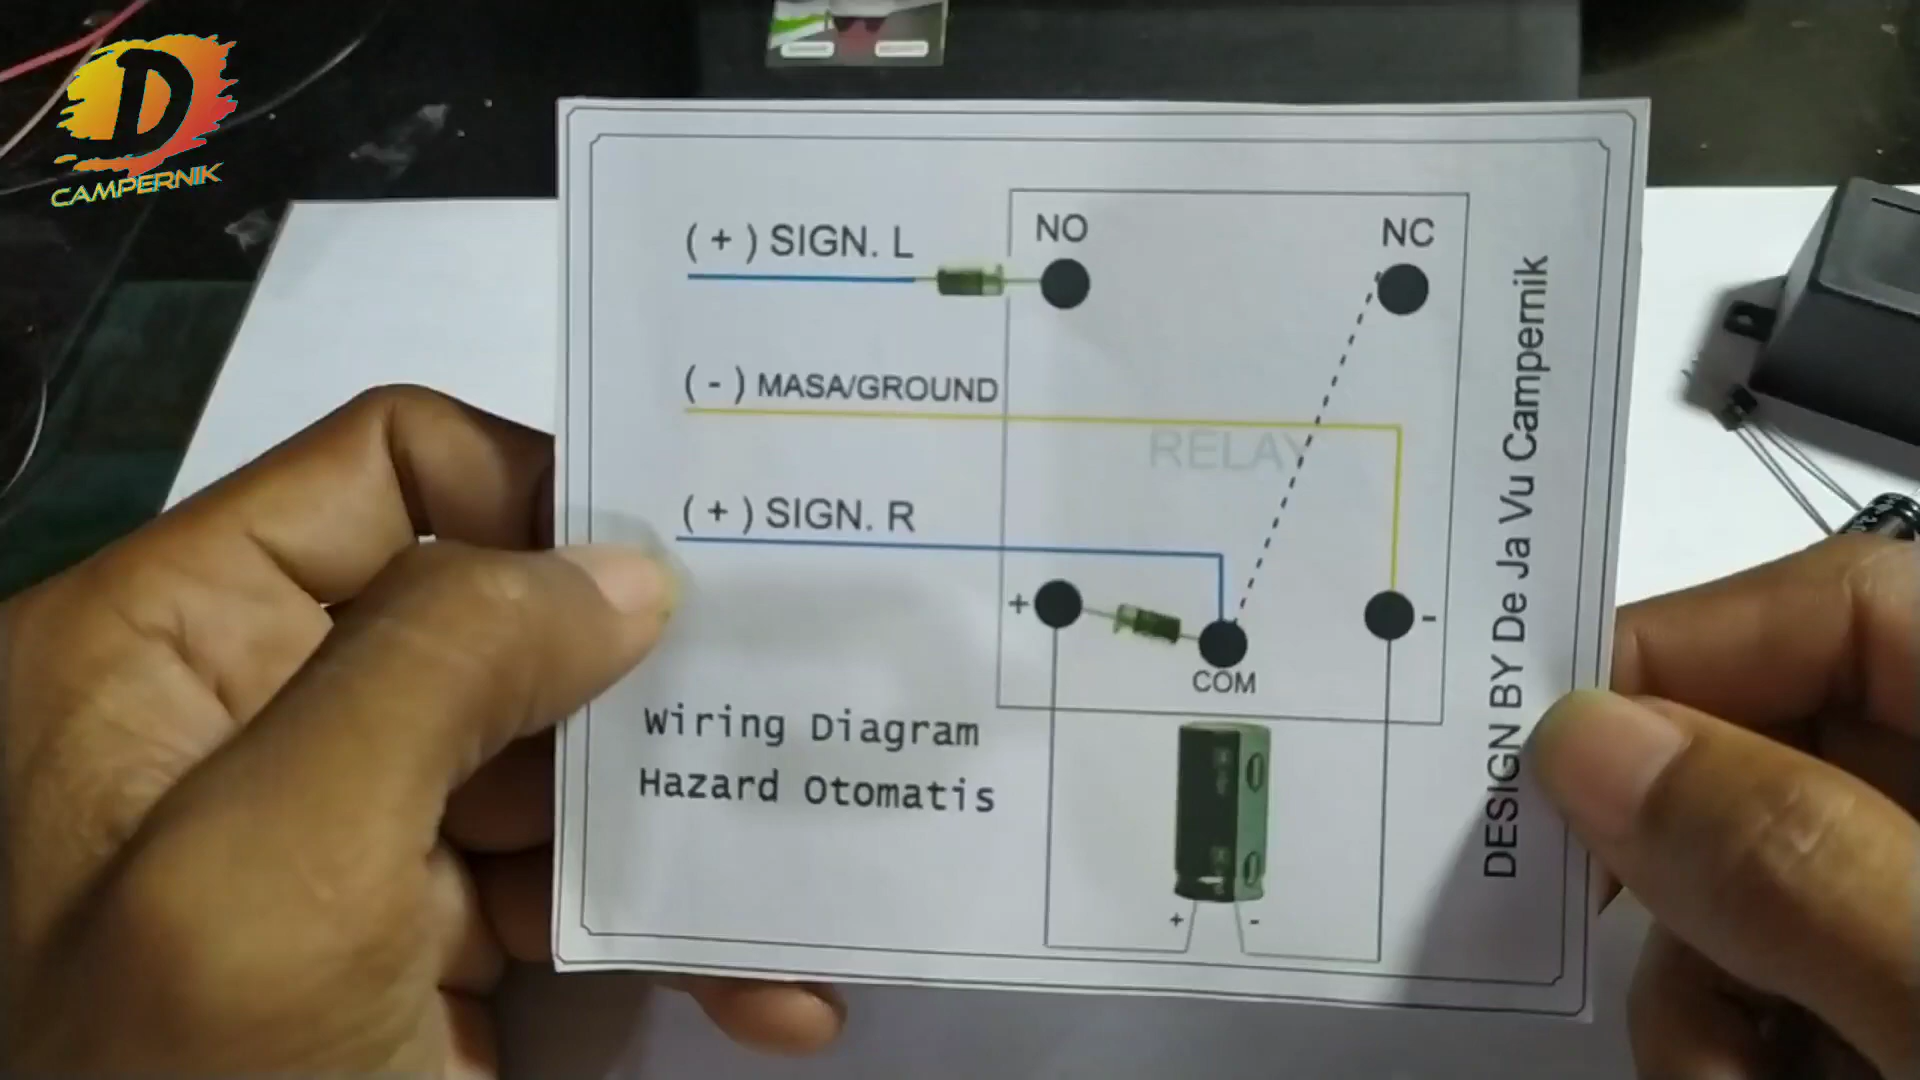 D
CAMPERNIK
( + ) SIGN. L
NO
NC
( - ) MASA/GROUND
RELAY
( + ) SIGN. R
+
-
COM
Wiring Diagram
Hazard Otomatis
+ -
DESIGN BY De Ja Vu Campernik